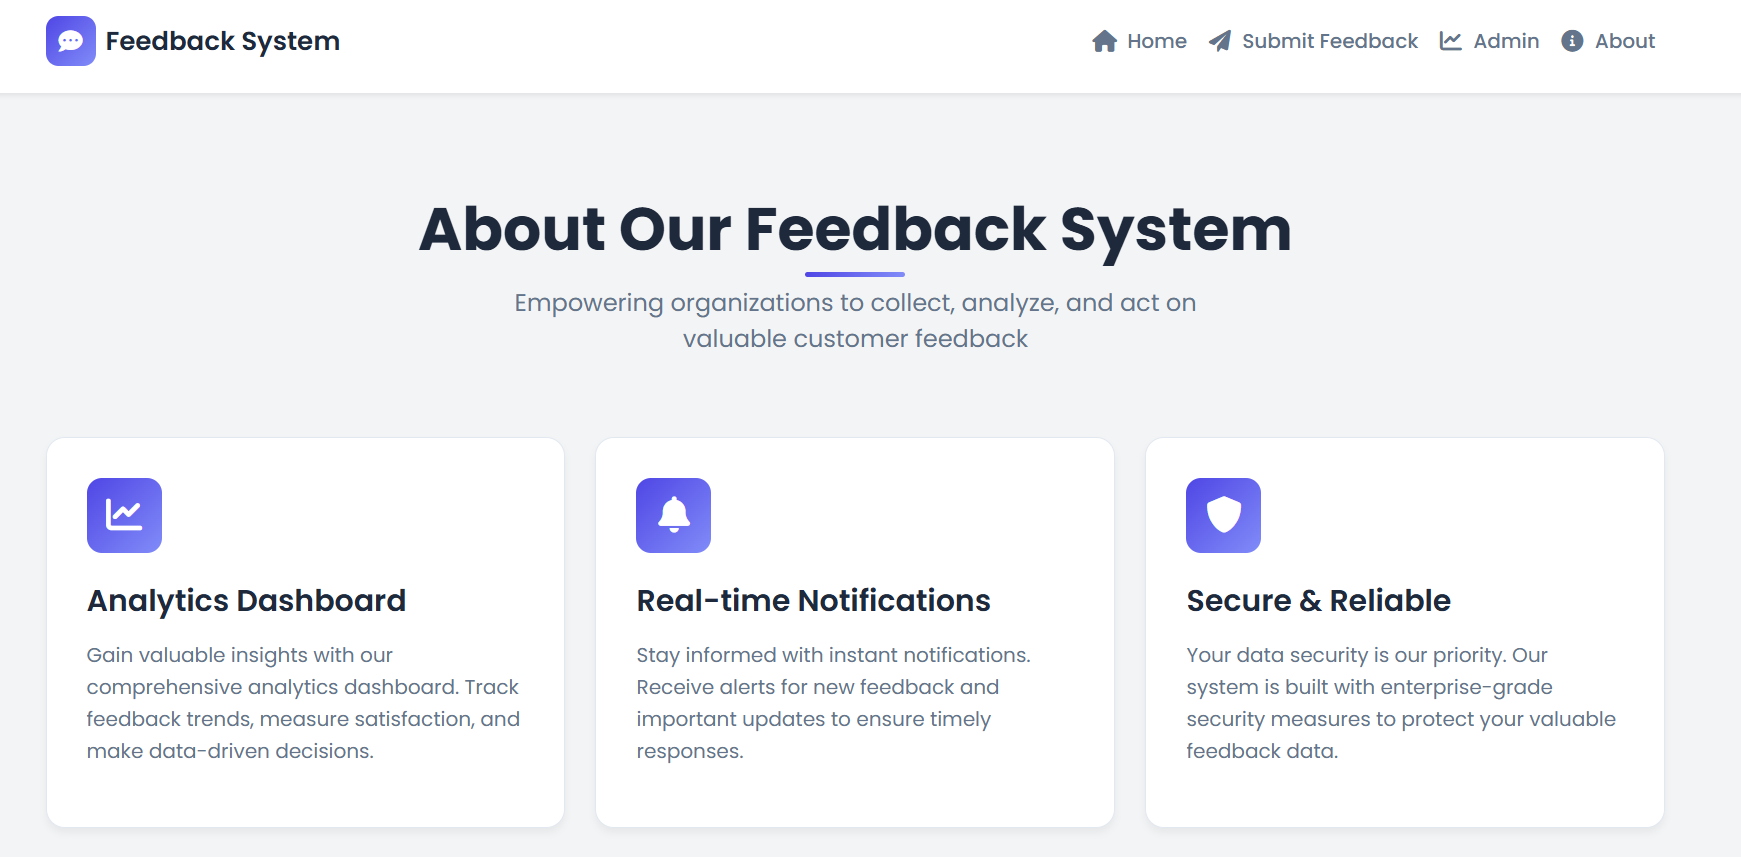 Feedback System
Home
Submit Feedback
Admin
About
About Our Feedback System
Empowering organizations to collect, analyze, and act on
valuable customer feedback
Analytics Dashboard
Gain valuable insights with our
comprehensive analytics dashboard. Track
feedback trends, measure satisfaction, and
make data-driven decisions.
Real-time Notifications
Stay informed with instant notifications.
Receive alerts for new feedback and
important updates to ensure timely
responses.
Secure & Reliable
Your data security is our priority. Our
system is built with enterprise-grade
security measures to protect your valuable
feedback data.